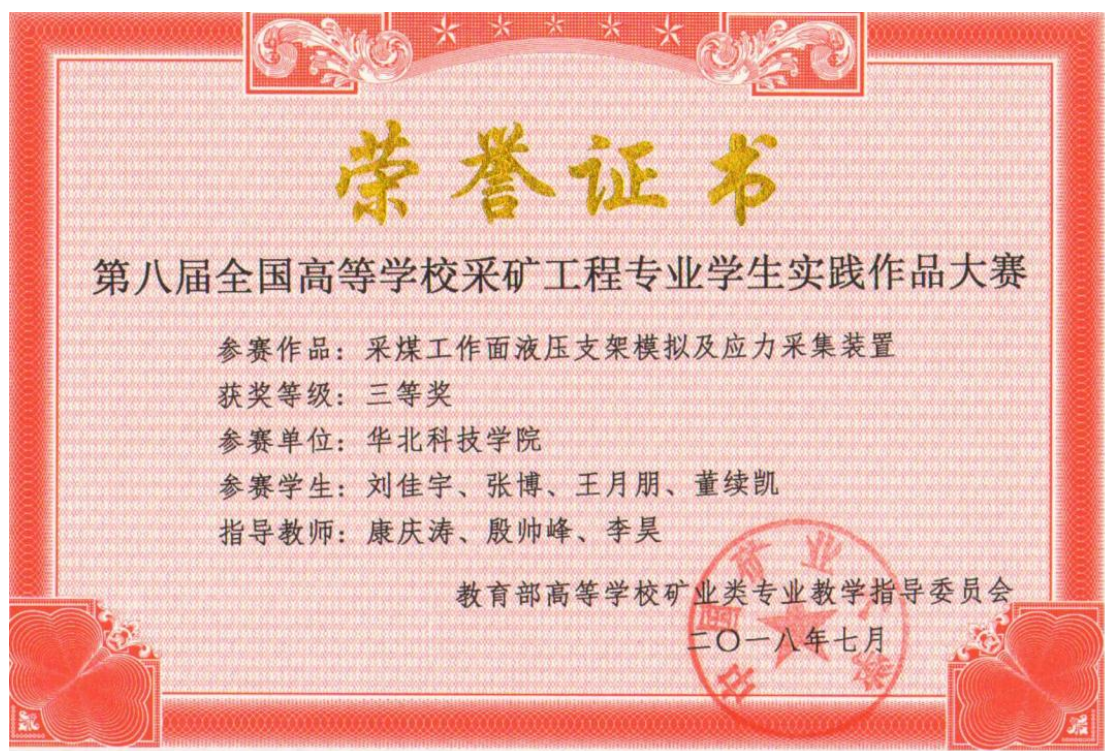 荣誉证书
第八届全国高等学校采矿工程专业学生实践作品大赛
参赛作品：采煤工作面液压支架模拟及应力采集装置
获奖等级：三等奖
参赛单位：华北科技学院
参赛学生：刘佳宇、张博、王月朋、董续凯
指导教师：康庆涛、殷帅峰、李昊
教育部高等学校矿业类专业教学指导委员会
二〇一八年七月
中国矿业大学